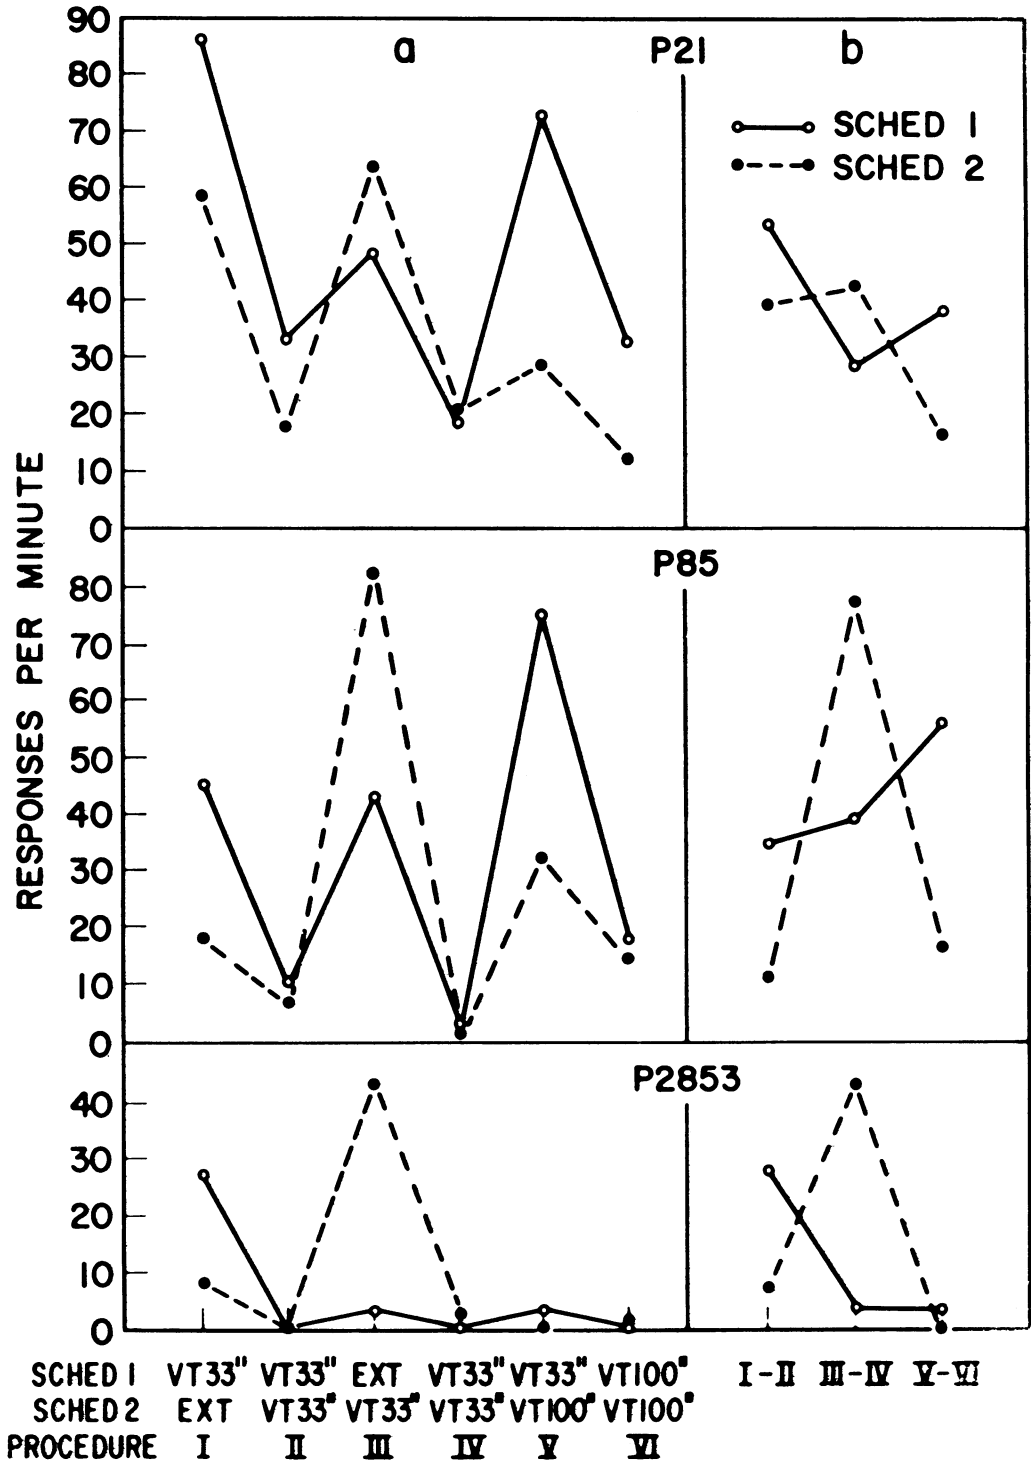 90
a P21 b
80
70
SCHED 1
60
SCHED 2
50
40
30
20
10
0
RESPONSES PER MINUTE
P85
80
70
60
50
40
30
20
10
0
P2853
40
30
20
10
0
SCHED 1 VT33" VT33" EXT VT33" VT33" VT100" I-II III-IV V-VI
SCHED 2 EXT VT33" VT33" VT33" VT100" VT100"
PROCEDURE I II III IV V VI